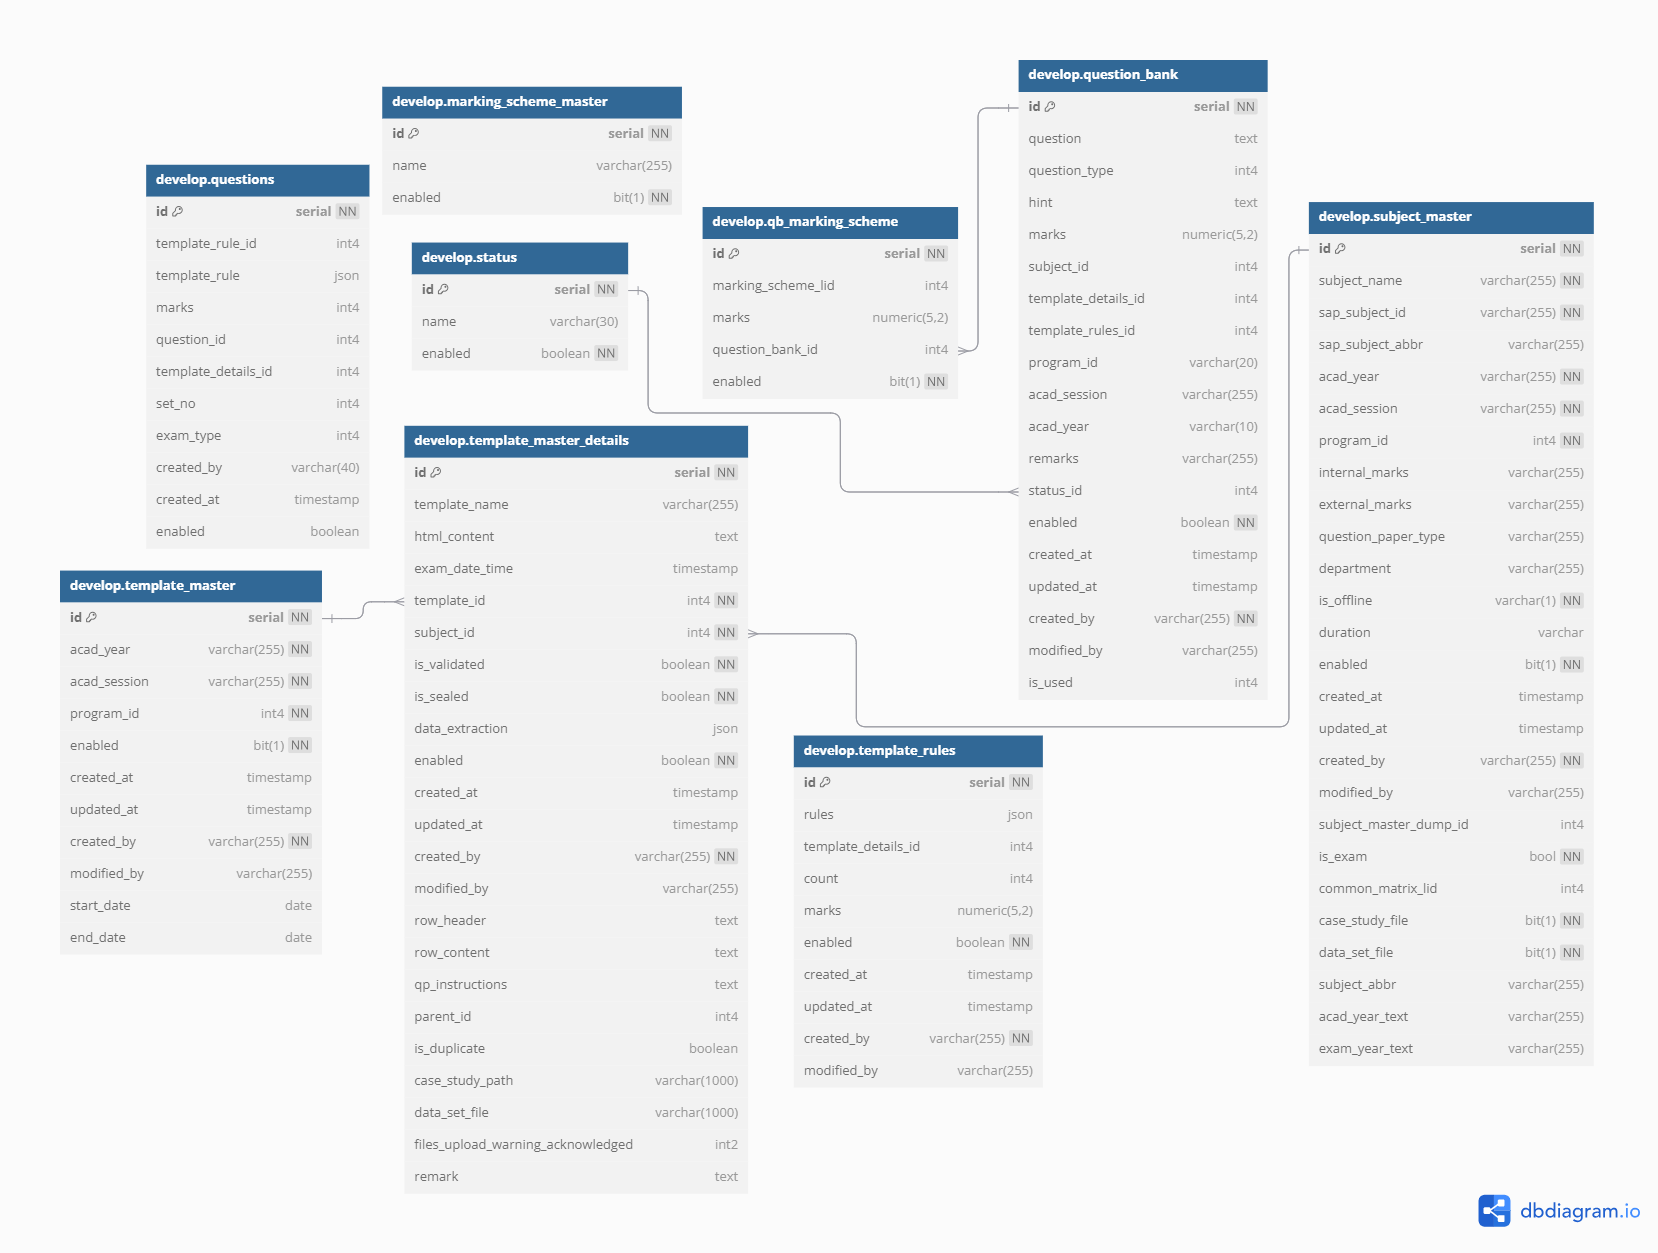 develop.marking_scheme_master
id serial NN
name varchar(255)
enabled bit(1) NN
develop.questions
id serial NN
template_rule_id int4
template_rule json
marks int4
question_id int4
template_details_id int4
set_no int4
exam_type int4
created_by varchar(40)
created_at timestamp
enabled boolean
develop.status
id serial NN
name varchar(30)
enabled boolean NN
develop.qb_marking_scheme
id serial NN
marking_scheme_lid int4
marks numeric(5,2)
question_bank_id int4
enabled bit(1) NN
develop.question_bank
id serial NN
question text
question_type int4
hint text
marks numeric(5,2)
subject_id int4
template_details_id int4
template_rules_id int4
program_id varchar(20)
acad_session varchar(255)
acad_year varchar(10)
remarks varchar(255)
status_id int4
enabled boolean NN
created_at timestamp
updated_at timestamp
created_by varchar(255) NN
modified_by varchar(255)
is_used int4
develop.subject_master
id serial NN
subject_name varchar(255) NN
sap_subject_id varchar(255) NN
sap_subject_abbr varchar(255)
acad_year varchar(255) NN
acad_session varchar(255) NN
program_id int4 NN
internal_marks varchar(255)
external_marks varchar(255)
question_paper_type varchar(255)
department varchar(255)
is_offline varchar(1) NN
duration varchar
enabled bit(1) NN
created_at timestamp
updated_at timestamp
created_by varchar(255) NN
modified_by varchar(255)
subject_master_dump_id int4
is_exam bool NN
common_matrix_lid int4
case_study_file bit(1) NN
data_set_file bit(1) NN
subject_abbr varchar(255)
acad_year_text varchar(255)
exam_year_text varchar(255)
develop.template_master
id serial NN
acad_year varchar(255) NN
acad_session varchar(255) NN
program_id int4 NN
enabled bit(1) NN
created_at timestamp
updated_at timestamp
created_by varchar(255) NN
modified_by varchar(255)
start_date date
end_date date
develop.template_master_details
id serial NN
template_name varchar(255)
html_content text
exam_date_time timestamp
template_id int4 NN
subject_id int4 NN
is_validated boolean NN
is_sealed boolean NN
data_extraction json
enabled boolean NN
created_at timestamp
updated_at timestamp
created_by varchar(255) NN
modified_by varchar(255)
row_header text
row_content text
qp_instructions text
parent_id int4
is_duplicate boolean
case_study_path varchar(1000)
data_set_file varchar(1000)
files_upload_warning_acknowledged int2
remark text
develop.template_rules
id serial NN
rules json
template_details_id int4
count int4
marks numeric(5,2)
enabled boolean NN
created_at timestamp
updated_at timestamp
created_by varchar(255) NN
modified_by varchar(255)
dbdiagram.io